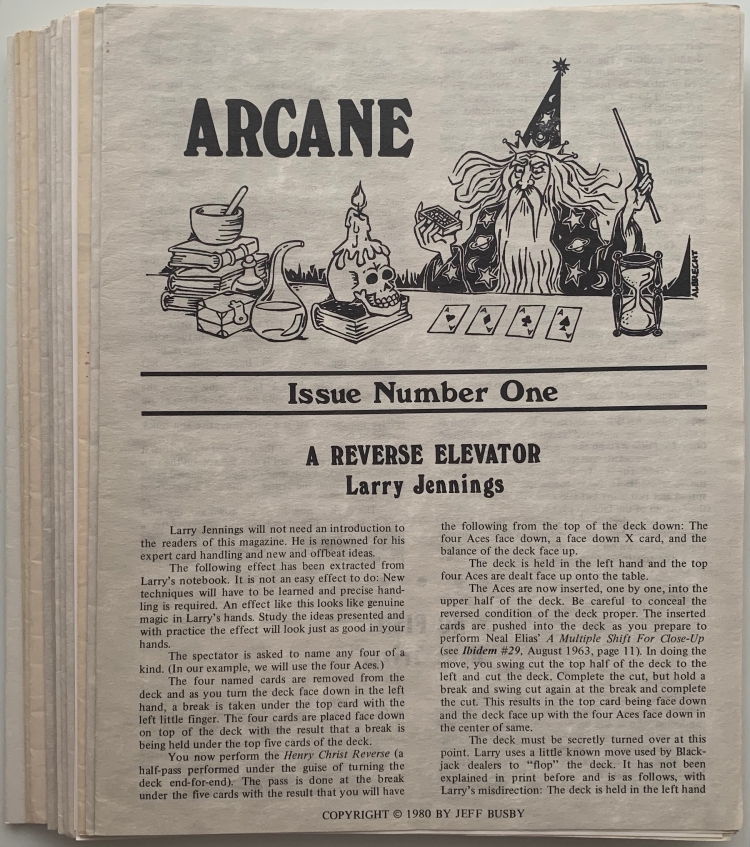 ARCANE
ALBRECHT
A
A
A
A
Issue Number One
A REVERSE ELEVATOR
Larry Jennings
Larry Jennings will not need an introduction to
the readers of this magazine. He is renowned for his
expert card handling and new and offbeat ideas.
The following effect has been extracted from
Larry's notebook. It is not an easy effect to do: New
techniques will have to be learned and precise hand-
ling is required. An effect like this looks like genuine
magic in Larry's hands. Study the ideas presented and
with practice the effect will look just as good in your
hands.
The spectator is asked to name any four of a
kind. (In our example, we will use the four Aces.)
The four named cards are removed from the
deck and as you turn the deck face down in the left
hand, a break is taken under the top card with the
left little finger. The four cards are placed face down
on top of the deck with the result that a break is
being held under the top five cards of the deck.
You now perform the Henry Christ Reverse (a
half-pass performed under the guise of turning the
deck end-for-end). The pass is done at the break
under the five cards with the result that you will have
the following from the top of the deck down: The
four Aces face down, a face down X card, and the
balance of the deck face up.
The deck is held in the left hand and the top
four Aces are dealt face up onto the table.
The Aces are now inserted, one by one, into the
upper half of the deck. Be careful to conceal the
reversed condition of the deck proper. The inserted
cards are pushed into the deck as you prepare to
perform Neal Elias' A Multiple Shift For Close-Up
(see Ibidem #29, August 1963, page 11). In doing the
move, you swing cut the top half of the deck to the
left and cut the deck. Complete the cut, but hold a
break and swing cut again at the break and complete
the cut. This results in the top card being face down
and the deck face up with the four Aces face down in
the center of same.
The deck must be secretly turned over at this
point. Larry uses a little known move used by Black-
jack dealers to "flop" the deck. It has not been
explained in print before and is as follows, with
Larry's misdirection: The deck is held in the left hand
COPYRIGHT © 1980 BY JEFF BUSBY